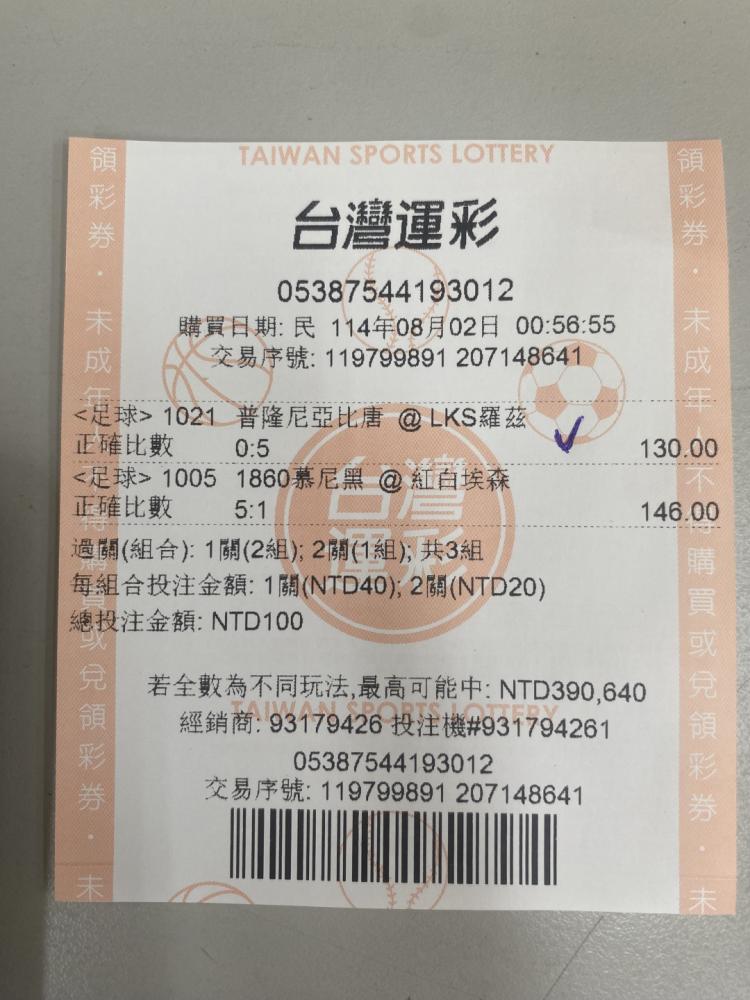 TAIWAN SPORTS LOTTERY
台灣運彩
05387544193012
購買日期: 民 114年08月02日 00:56:55
交易序號: 119799891 207148641
<足球> 1021 普隆尼亞比唐 @ LKS羅茲
正確比數 0:5 130.00
<足球> 1005 1860慕尼黑 @ 紅白埃森
正確比數 5:1 146.00
台灣
運彩
過關(組合): 1關(2組); 2關(1組); 共3組
每組合投注金額: 1關(NTD40); 2關(NTD20)
總投注金額: NTD100
若全數為不同玩法,最高可能中: NTD390,640
TAIWAN SPORTS LOTTERY
經銷商: 93179426 投注機#931794261
05387544193012
交易序號: 119799891 207148641
領彩券・未成年人不得購買或兌領彩券・未
領彩券・未成年人不得購買或兌領彩券・未